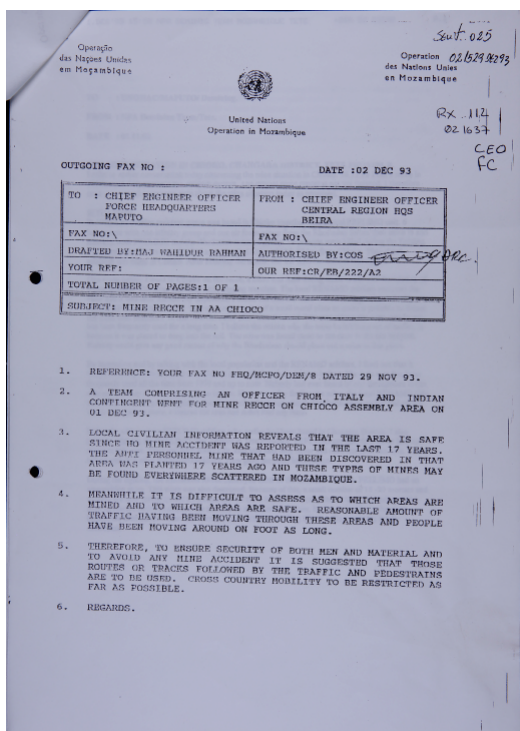 Sent. 025
Operação
das Nações Unidas
em Moçambique
Operation 02/529 06293
des Nations Unies
en Mozambique
United Nations
Operation in Mozambique
Rx 1114
021637
CEO
FC
OUTGOING FAX NO :
DATE :02 DEC 93
TO : CHIEF ENGINEER OFFICER
FORCE HEADQUARTERS
MAPUTO
FROM : CHIEF ENGINEER OFFICER
CENTRAL REGION HQS
BEIRA
FAX NO:\
FAX NO:\
DRAFTED BY:MAJ WAHIDUR RAHMAN
AUTHORISED BY:COS
YOUR REF:
OUR REF:CR/EB/222/A2
TOTAL NUMBER OF PAGES:1 OF 1
SUBJECT: MINE RECCE IN AA CHIOCO
1. REFERENCE: YOUR FAX NO FHQ/MCPO/DEM/8 DATED 29 NOV 93.
2. A TEAM COMPRISING AN OFFICER FROM ITALY AND INDIAN
CONTINGENT WENT FOR MINE RECCE ON CHIOCO ASSEMBLY AREA ON
01 DEC 93.
3. LOCAL CIVILIAN INFORMATION REVEALS THAT THE AREA IS SAFE
SINCE NO MINE ACCIDENT WAS REPORTED IN THE LAST 17 YEARS.
THE ANTI PERSONNEL MINE THAT HAD BEEN DISCOVERED IN THAT
AREA WAS PLANTED 17 YEARS AGO AND THESE TYPES OF MINES MAY
BE FOUND EVERYWHERE SCATTERED IN MOZAMBIQUE.
4. MEANWHILE IT IS DIFFICULT TO ASSESS AS TO WHICH AREAS ARE
MINED AND TO WHICH AREAS ARE SAFE. REASONABLE AMOUNT OF
TRAFFIC HAVING BEEN MOVING THROUGH THESE AREAS AND PEOPLE
HAVE BEEN MOVING AROUND ON FOOT AS LONG.
5. THEREFORE, TO ENSURE SECURITY OF BOTH MEN AND MATERIAL AND
TO AVOID ANY MINE ACCIDENT IT IS SUGGESTED THAT THOSE
ROUTES OR TRACKS FOLLOWED BY THE TRAFFIC AND PEDESTRAINS
ARE TO BE USED. CROSS COUNTRY MOBILITY TO BE RESTRICTED AS
FAR AS POSSIBLE.
6. REGARDS.